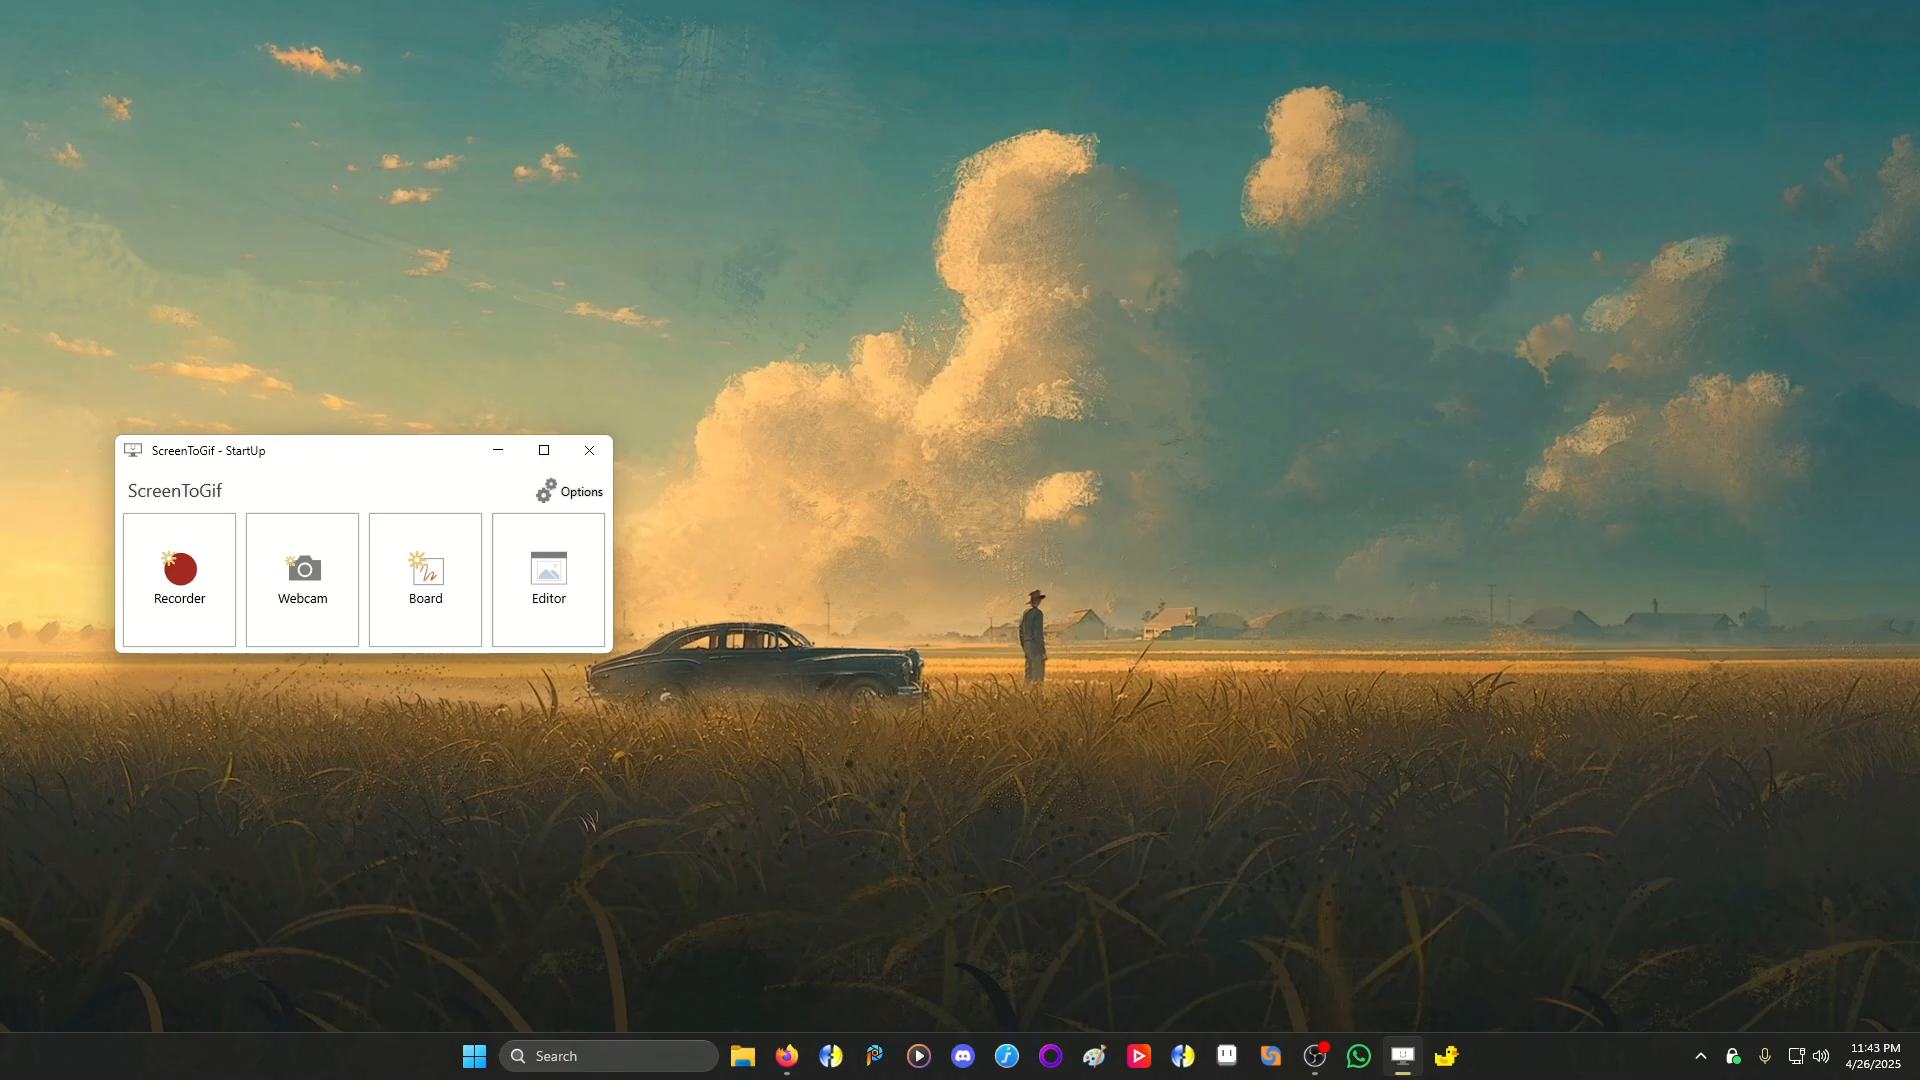 ScreenToGif - StartUp
ScreenToGif
Options
Recorder
Webcam
Board
Editor
Search
11:43 PM
4/26/2025